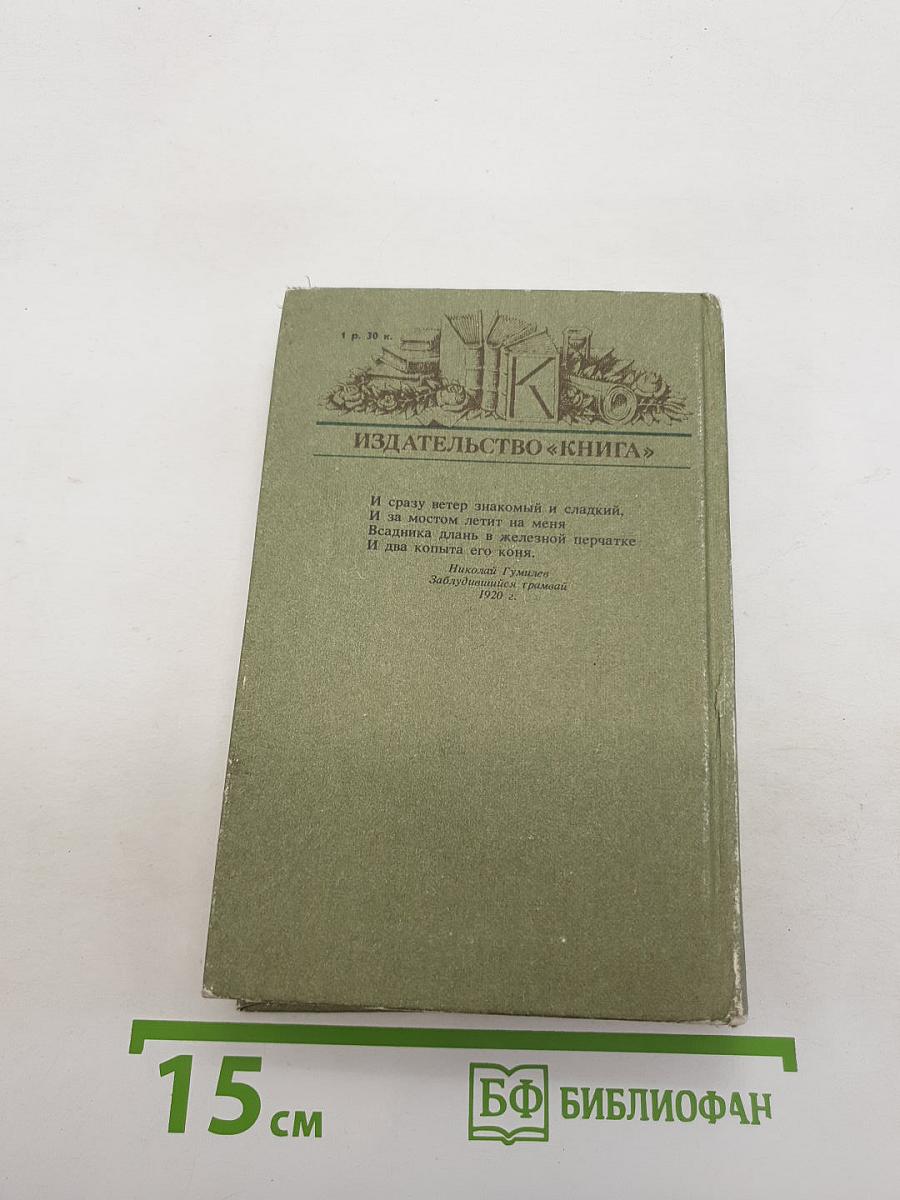 1 р. 30 к.
К
ИЗДАТЕЛЬСТВО «КНИГА»
И сразу ветер знакомый и сладкий,
И за мостом летит на меня
Всадника длань в железной перчатке
И два копыта его коня.
Николай Гумилев
Заблудившийся трамвай
1920 г.
15 см
БФ БИБЛИОФАН